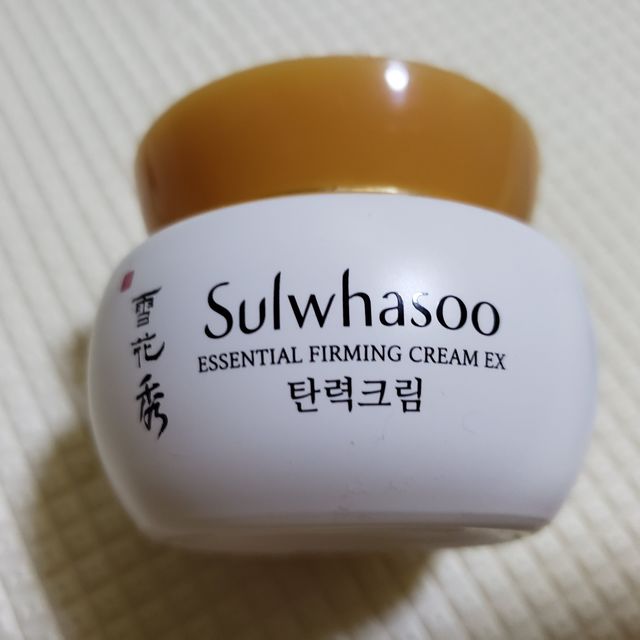 雪花秀
Sulwhasoo
ESSENTIAL FIRMING CREAM EX
탄력크림